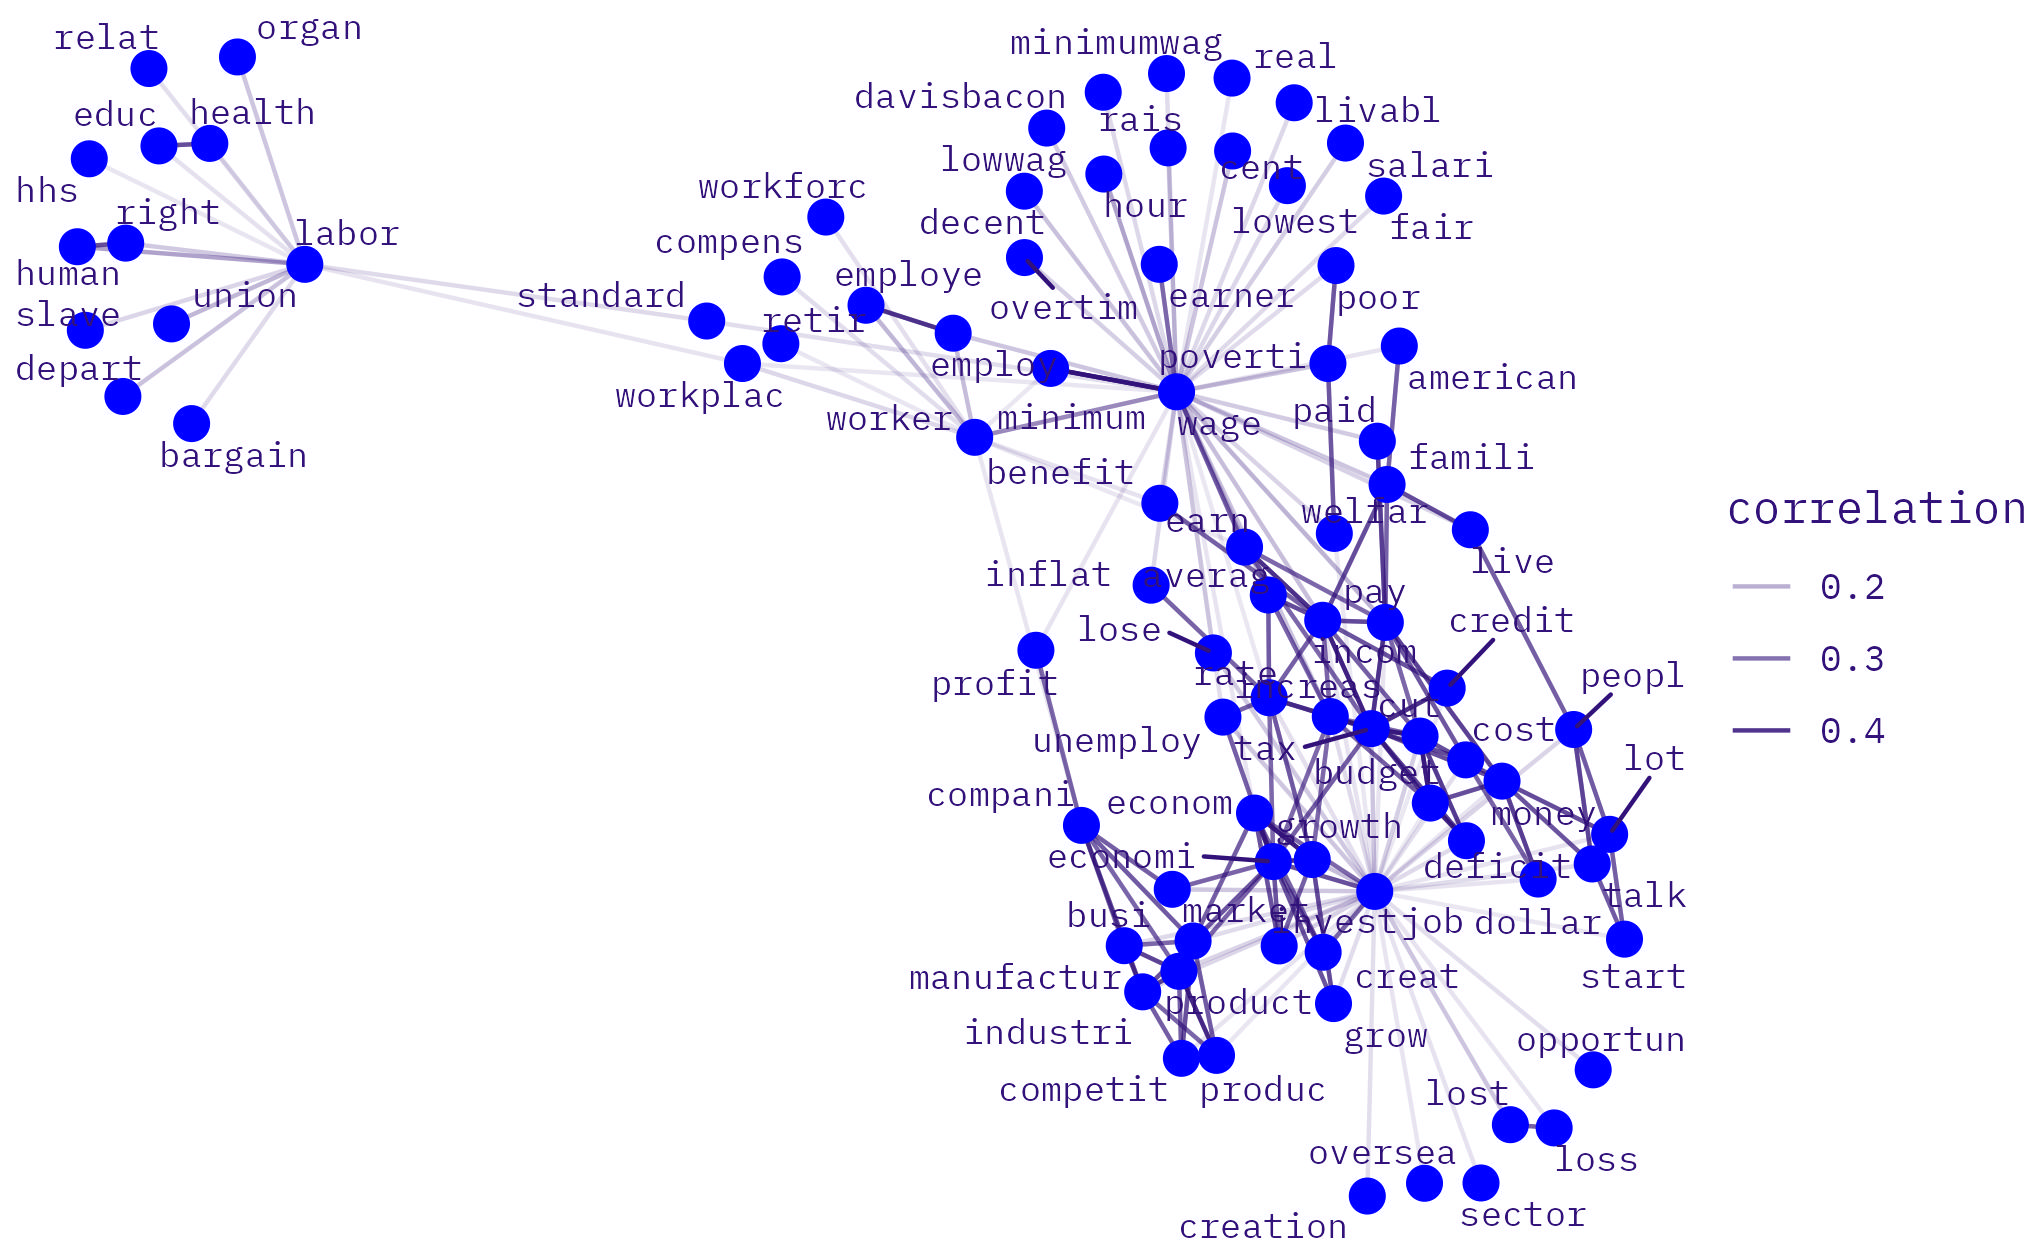 relat
organ
educ
health
hhs
right
labor
human
slave
union
depart
bargain
minimumwag
real
davisbacon
rais
livabl
lowwag
cent
salari
workforc
decent
hour
lowest
fair
compens
employe
standard
overtim
earner
poor
retir
employ
poverti
workplac
american
worker
minimum
wage
paid
benefit
famili
earn
welfar
correlation
inflat
averag
live
0.2
pay
lose
credit
incom
0.3
profit
rate
increas
peopl
cut
unemploy
tax
cost
0.4
budget
lot
compani
econom
growth
money
economi
deficit
busi
market
invest
job
dollar
talk
manufactur
product
creat
start
industri
grow
opportun
competit
produc
lost
oversea
loss
creation
sector